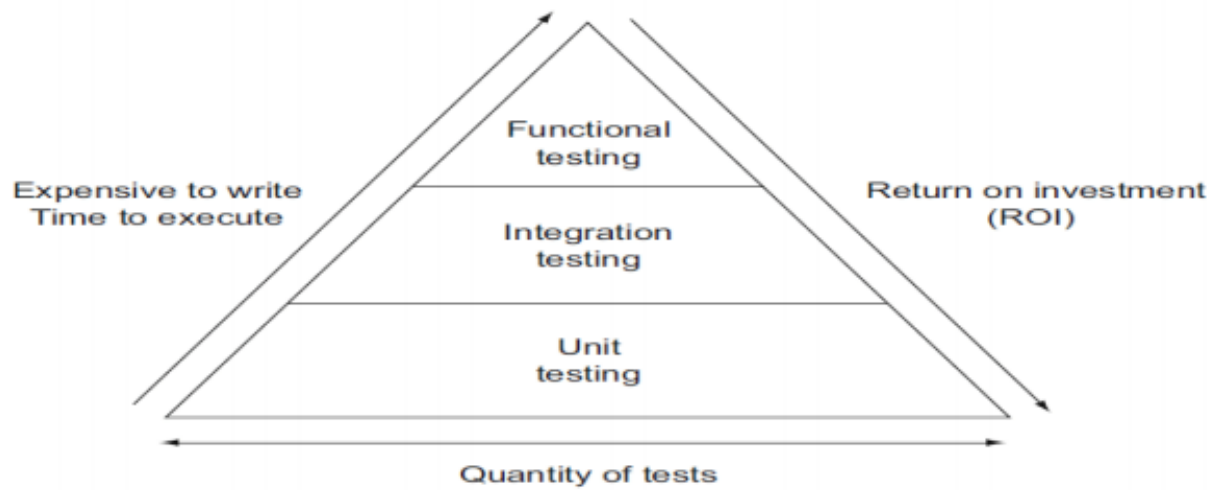 Functional
testing
Expensive to write
Time to execute
Return on investment
(ROI)
Integration
testing
Unit
testing
Quantity of tests